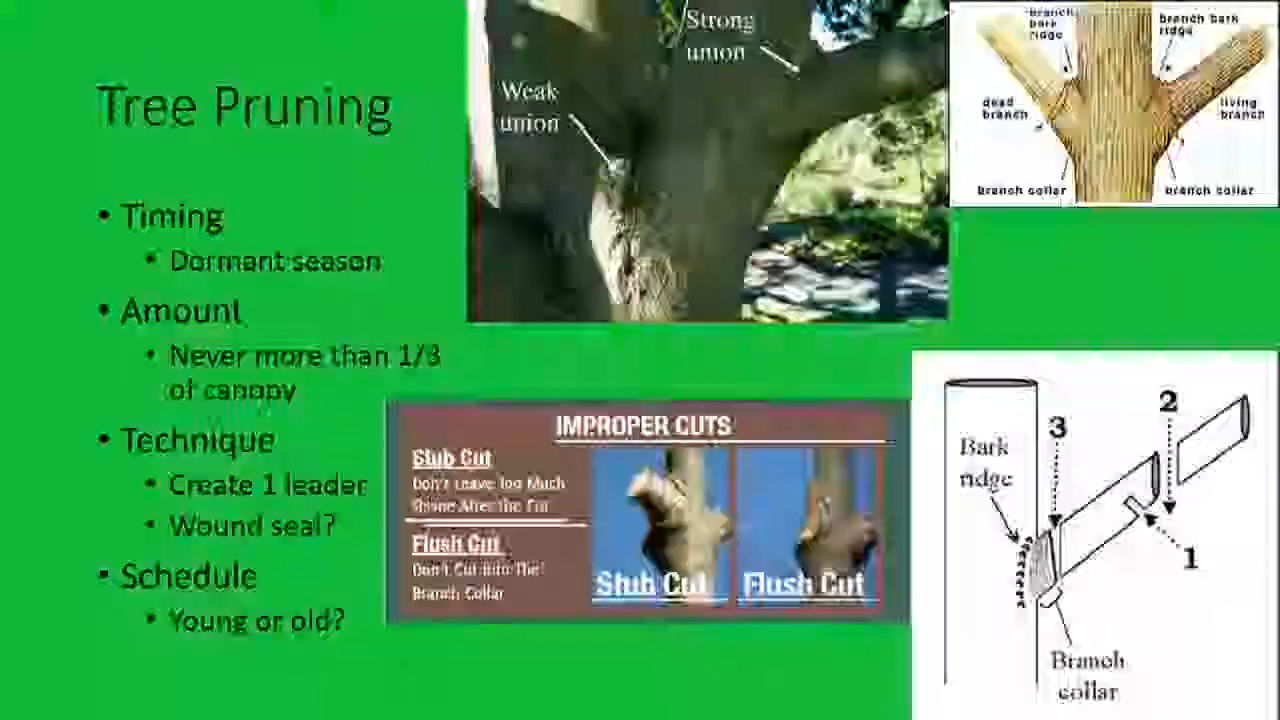 Tree Pruning
• Timing
• Dormant season
• Amount
• Never more than 1/3
of canopy
• Technique
• Create 1 leader
• Wound seal?
• Schedule
• Young or old?
Strong
union
Weak
union
branch
bark
ridge
branch bark
ridge
dead
branch
living
branch
branch collar
branch collar
IMPROPER CUTS
Stub Cut
Don't Leave Too Much
After the Cut
Flush Cut
Don't Cut Into The
Branch Collar
Stub Cut
Flush Cut
2
3
Bark
ridge
1
Branch
collar